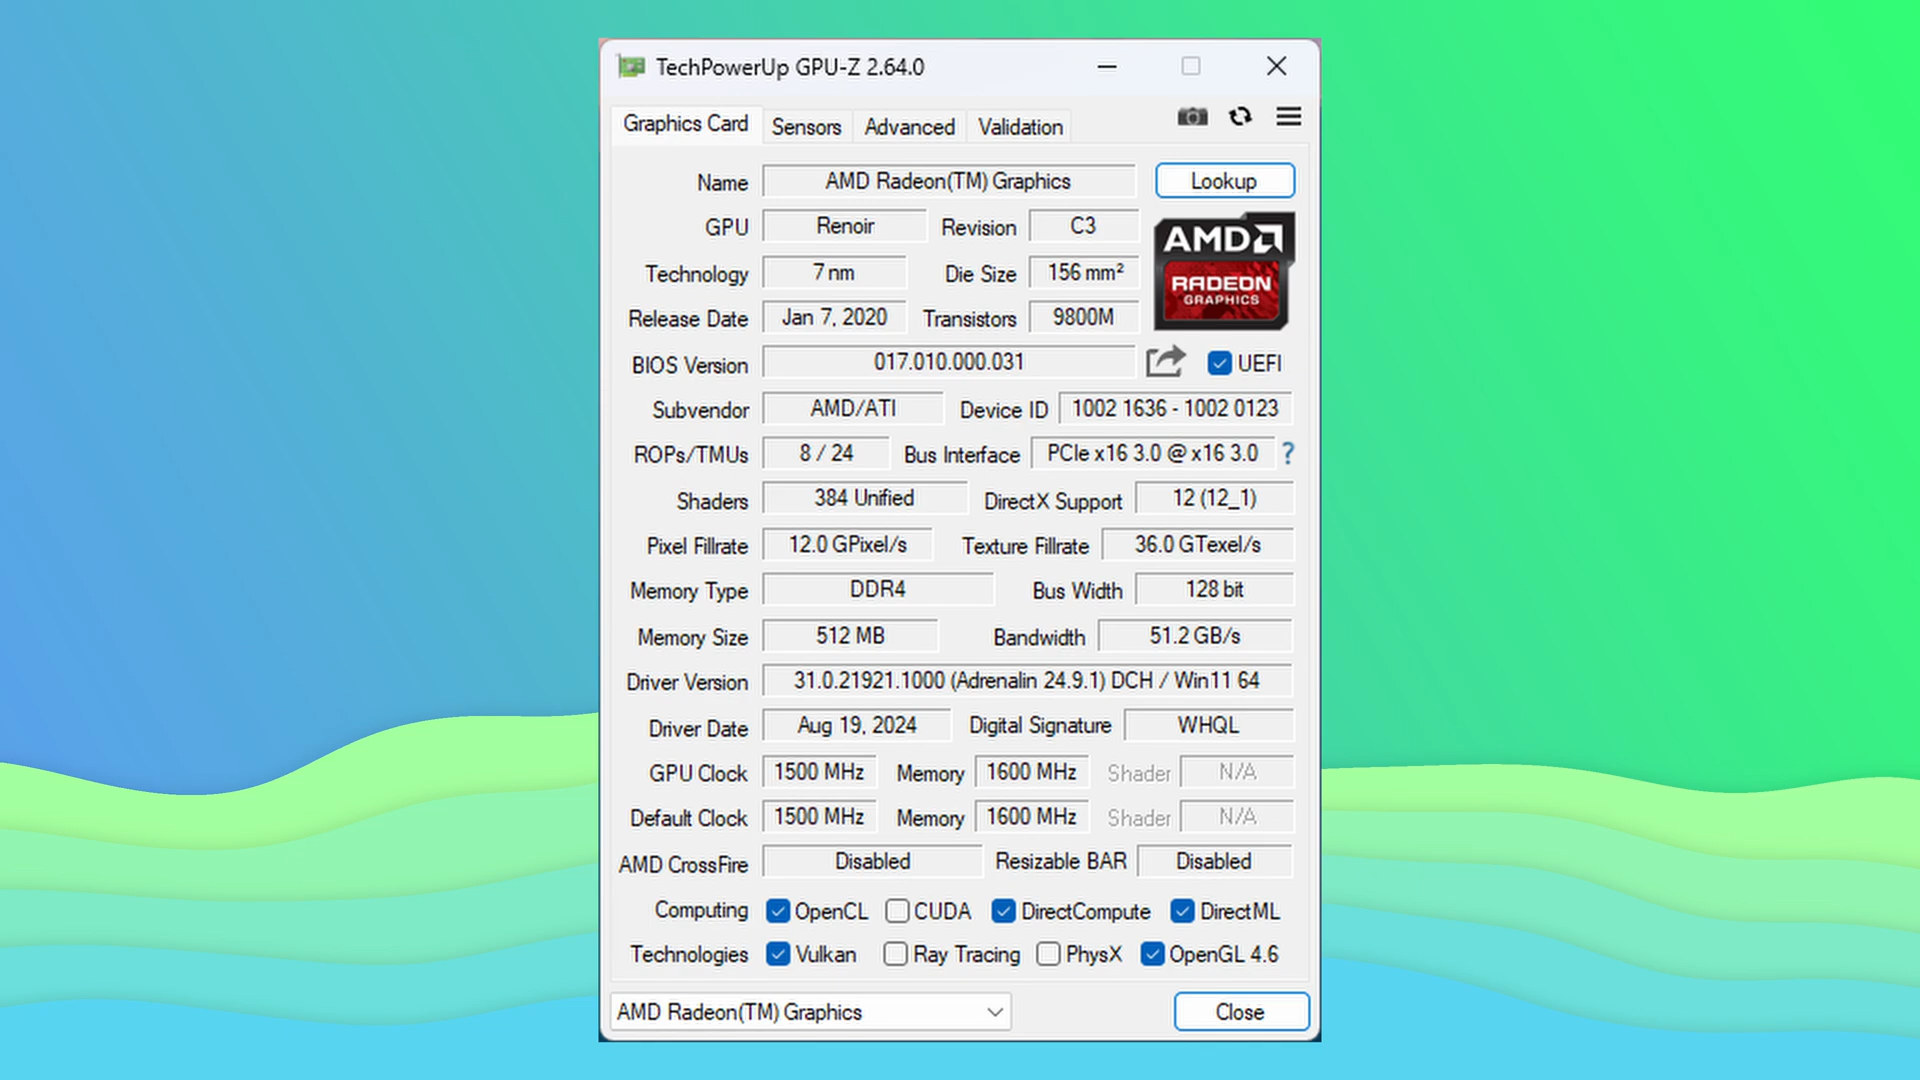 TechPowerUp GPU-Z 2.64.0
Graphics Card Sensors Advanced Validation
Name AMD Radeon(TM) Graphics Lookup
GPU Renoir Revision C3
AMD
RADEON
GRAPHICS
Technology 7 nm Die Size 156 mm²
Release Date Jan 7, 2020 Transistors 9800M
BIOS Version 017.010.000.031 UEFI
Subvendor AMD/ATI Device ID 1002 1636 - 1002 0123
ROPs/TMUs 8 / 24 Bus Interface PCIe x16 3.0 @ x16 3.0 ?
Shaders 384 Unified DirectX Support 12 (12_1)
Pixel Fillrate 12.0 GPixel/s Texture Fillrate 36.0 GTexel/s
Memory Type DDR4 Bus Width 128 bit
Memory Size 512 MB Bandwidth 51.2 GB/s
Driver Version 31.0.21921.1000 (Adrenalin 24.9.1) DCH / Win11 64
Driver Date Aug 19, 2024 Digital Signature WHQL
GPU Clock 1500 MHz Memory 1600 MHz Shader N/A
Default Clock 1500 MHz Memory 1600 MHz Shader N/A
AMD CrossFire Disabled Resizable BAR Disabled
Computing OpenCL CUDA DirectCompute DirectML
Technologies Vulkan Ray Tracing PhysX OpenGL 4.6
AMD Radeon(TM) Graphics Close